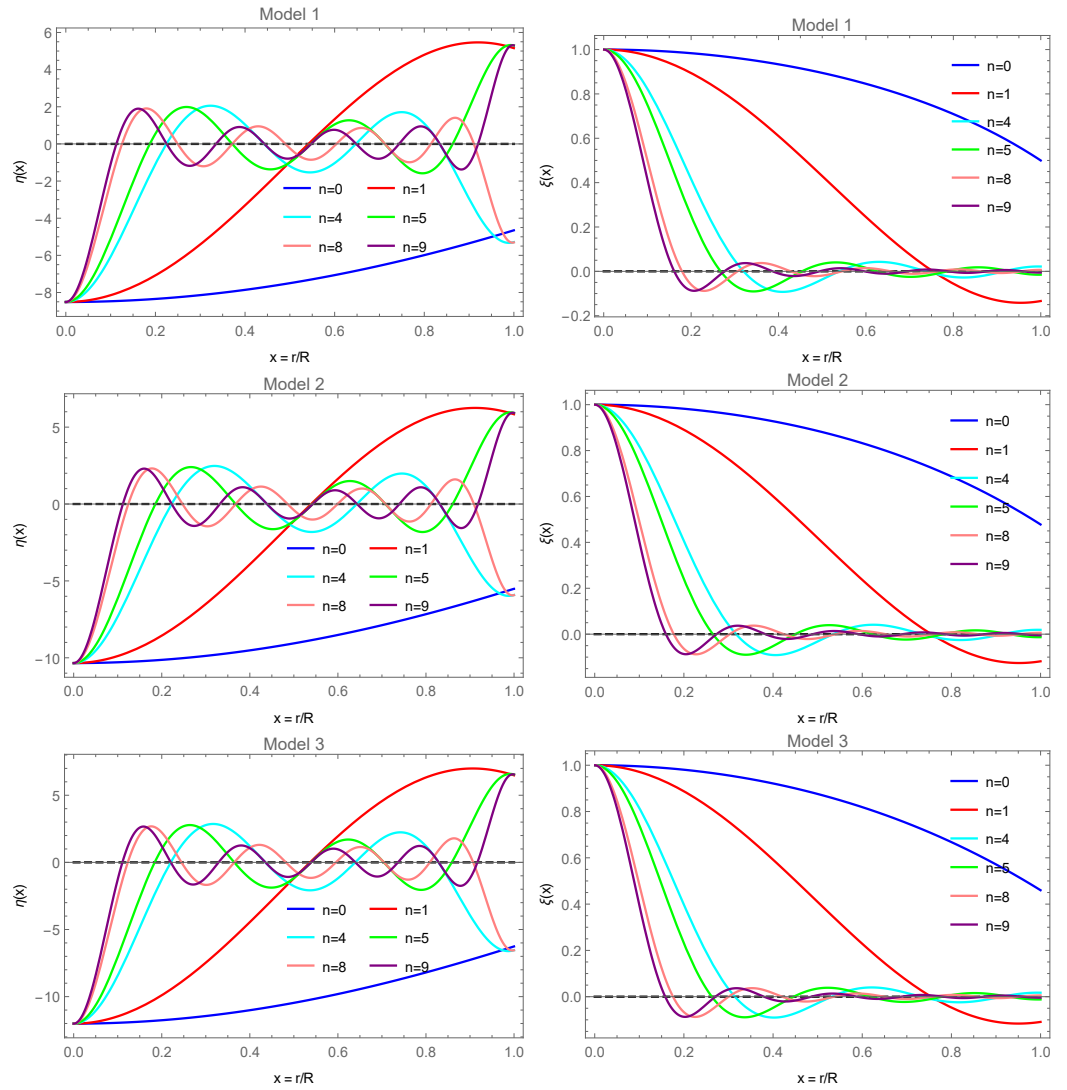 Model 1
η(x)
6
4
2
0
−2
−4
−6
−8
n=0 n=1
n=4 n=5
n=8 n=9
0.0 0.2 0.4 0.6 0.8 1.0
x = r/R
Model 1
ξ(x)
1.0
0.8
0.6
0.4
0.2
0.0
−0.2
n=0
n=1
n=4
n=5
n=8
n=9
0.0 0.2 0.4 0.6 0.8 1.0
x = r/R
Model 2
η(x)
5
0
−5
−10
n=0 n=1
n=4 n=5
n=8 n=9
0.0 0.2 0.4 0.6 0.8 1.0
x = r/R
Model 2
ξ(x)
1.0
0.8
0.6
0.4
0.2
0.0
n=0
n=1
n=4
n=5
n=8
n=9
0.0 0.2 0.4 0.6 0.8 1.0
x = r/R
Model 3
η(x)
5
0
−5
−10
n=0 n=1
n=4 n=5
n=8 n=9
0.0 0.2 0.4 0.6 0.8 1.0
x = r/R
Model 3
ξ(x)
1.0
0.8
0.6
0.4
0.2
0.0
n=0
n=1
n=4
n=5
n=8
n=9
0.0 0.2 0.4 0.6 0.8 1.0
x = r/R